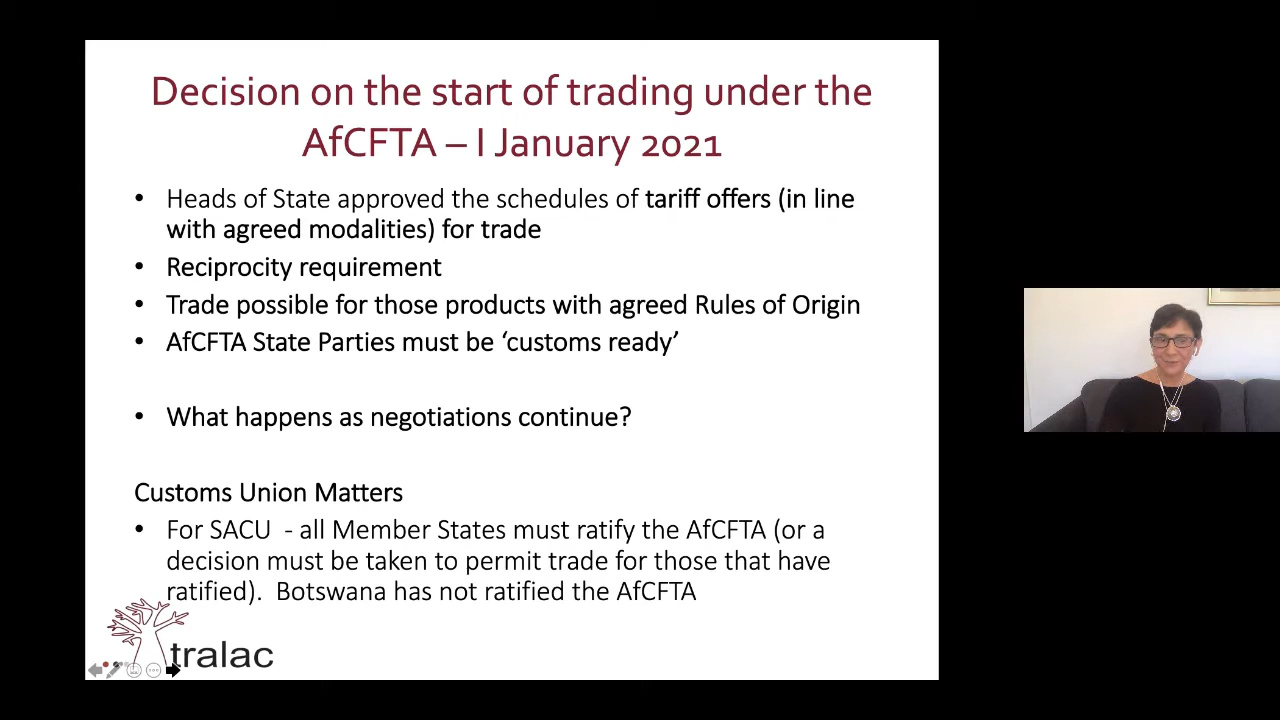 Decision on the start of trading under the
AfCFTA – I January 2021
• Heads of State approved the schedules of tariff offers (in line
with agreed modalities) for trade
• Reciprocity requirement
• Trade possible for those products with agreed Rules of Origin
• AfCFTA State Parties must be ‘customs ready’
• What happens as negotiations continue?
Customs Union Matters
• For SACU - all Member States must ratify the AfCFTA (or a
decision must be taken to permit trade for those that have
ratified). Botswana has not ratified the AfCFTA
tralac